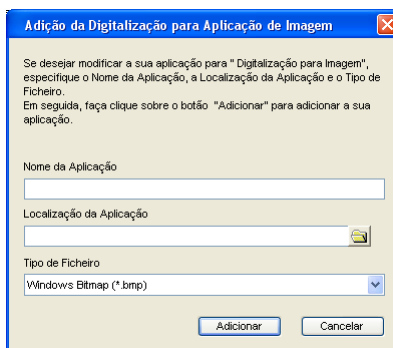 Adição da Digitalização para Aplicação de Imagem
Se desejar modificar a sua aplicação para " Digitalização para Imagem",
especifique o Nome da Aplicação, a Localização da Aplicação e o Tipo de
Ficheiro.
Em seguida, faça clique sobre o botão "Adicionar" para adicionar a sua
aplicação.
Nome da Aplicação
Localização da Aplicação
Tipo de Ficheiro
Windows Bitmap (*.bmp)
Adicionar Cancelar